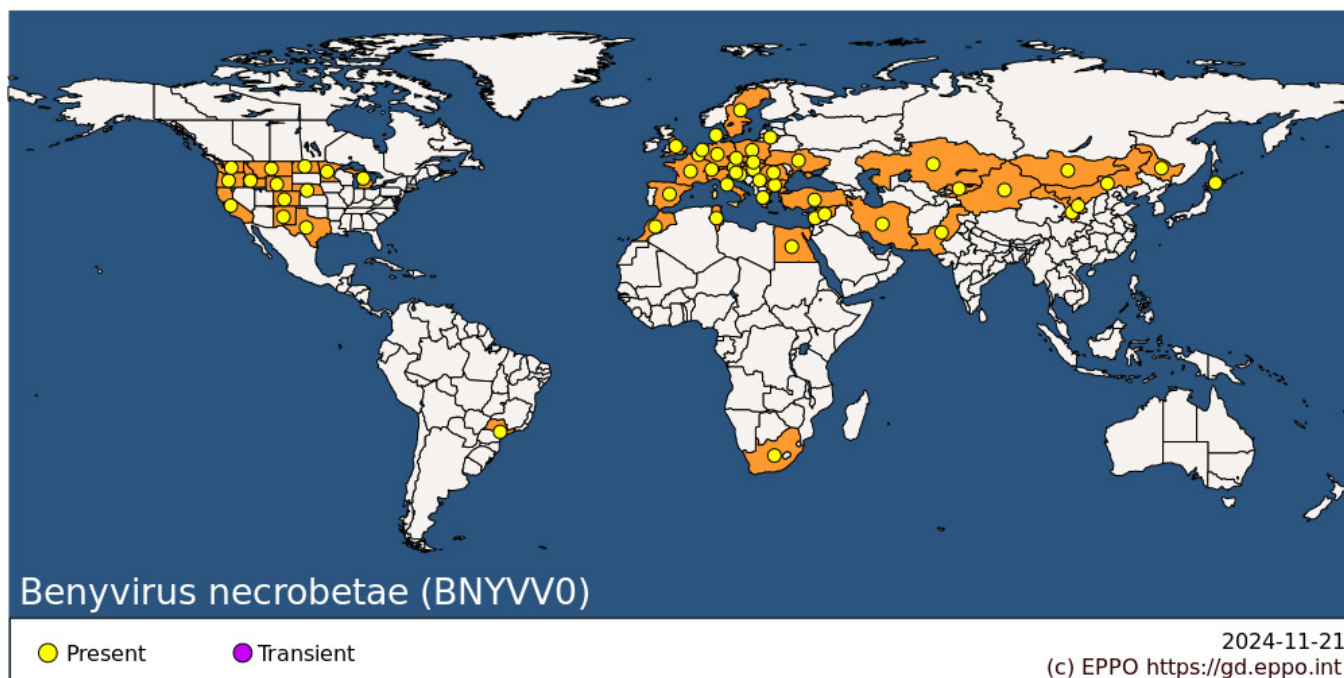 Benyvirus necrobetae (BNYVV0)
Present
Transient
2024-11-21
(c) EPPO https://gd.eppo.int